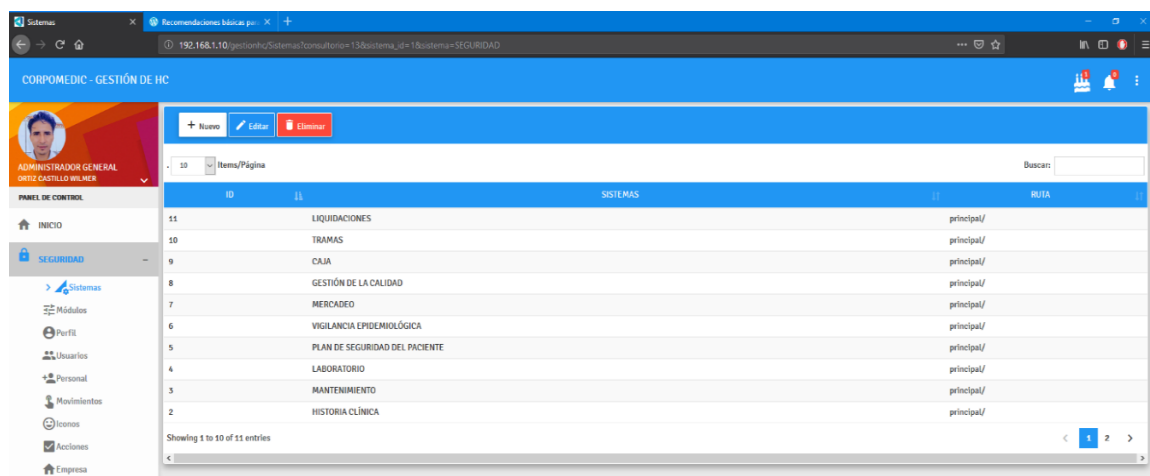 Sistemas
Recomendaciones básicas para
192.168.1.10/gestionhc/Sistemas?consultorio=13&sistema_id=1&sistema=SEGURIDAD
CORPOMEDIC - GESTIÓN DE HC
1
0
ADMINISTRADOR GENERAL
ORTIZ CASTILLO WILMER
PANEL DE CONTROL
INICIO
SEGURIDAD
Sistemas
Módulos
Perfil
Usuarios
Personal
Movimientos
Iconos
Acciones
Empresa
+ Nuevo Editar Eliminar
. 10 Items/Página Buscar:
ID SISTEMAS RUTA
11 LIQUIDACIONES principal/
10 TRAMAS principal/
9 CAJA principal/
8 GESTIÓN DE LA CALIDAD principal/
7 MERCADEO principal/
6 VIGILANCIA EPIDEMIOLÓGICA principal/
5 PLAN DE SEGURIDAD DEL PACIENTE principal/
4 LABORATORIO principal/
3 MANTENIMIENTO principal/
2 HISTORIA CLÍNICA principal/
Showing 1 to 10 of 11 entries < 1 2 >